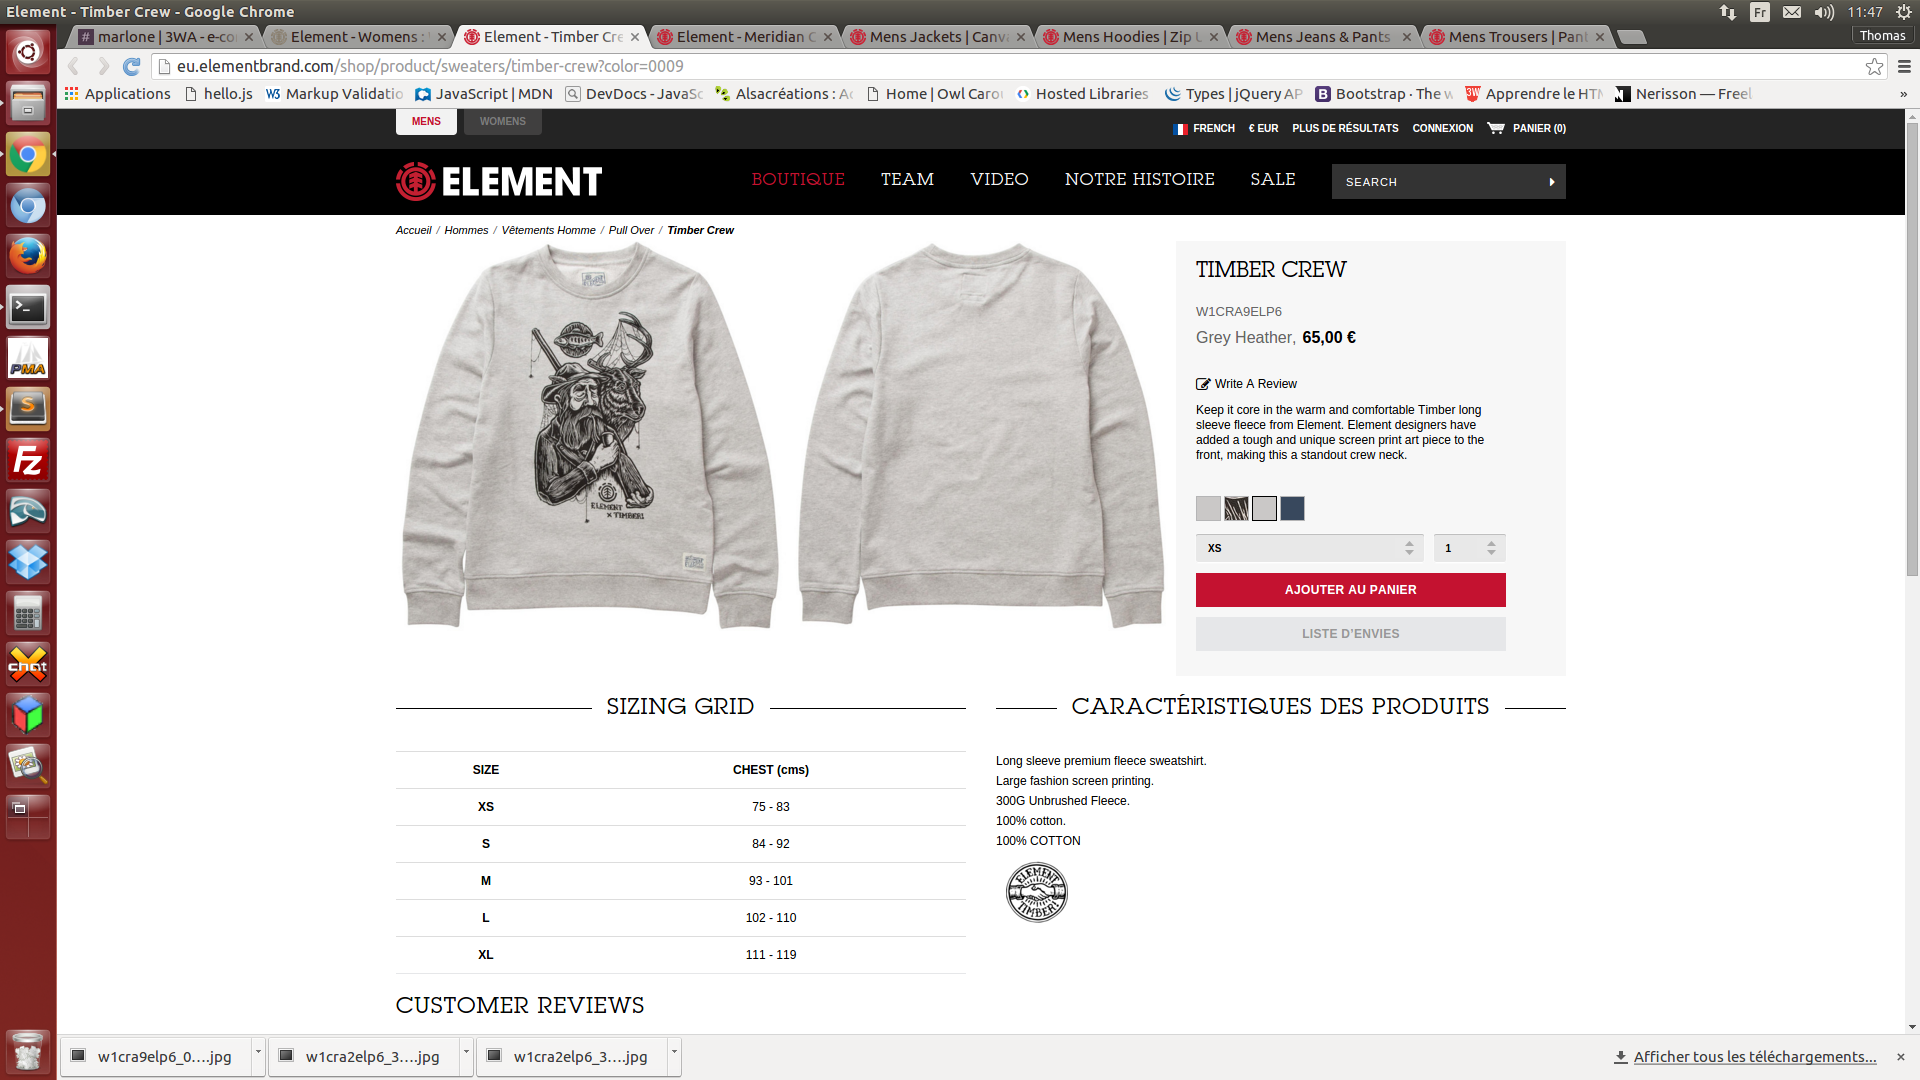 Element - Timber Crew - Google Chrome
Fr
11:47
marlone | 3WA - e-co
Element - Womens :
Element - Timber Cre
Element - Meridian C
Mens Jackets | Canva
Mens Hoodies | Zip U
Mens Jeans & Pants
Mens Trousers | Pant
Thomas
eu.elementbrand.com/shop/product/sweaters/timber-crew?color=0009
Applications
hello.js
W3 Markup Validatio
JavaScript | MDN
DevDocs - JavaSc
Alsacréations : Ac
Home | Owl Carou
Hosted Libraries
Types | jQuery AP
B Bootstrap · The w
3W Apprendre le HTM
N Nerisson — Freel
»
MENS
WOMENS
FRENCH
€ EUR
PLUS DE RÉSULTATS
CONNEXION
PANIER (0)
ELEMENT
BOUTIQUE
TEAM
VIDEO
NOTRE HISTOIRE
SALE
SEARCH
Accueil / Hommes / Vêtements Homme / Pull Over / Timber Crew
ELEMENT
× TIMBER!
TIMBER CREW
W1CRA9ELP6
Grey Heather, 65,00 €
Write A Review
Keep it core in the warm and comfortable Timber long
sleeve fleece from Element. Element designers have
added a tough and unique screen print art piece to the
front, making this a standout crew neck.
XS
1
AJOUTER AU PANIER
LISTE D'ENVIES
SIZING GRID
SIZE CHEST (cms)
XS 75 - 83
S 84 - 92
M 93 - 101
L 102 - 110
XL 111 - 119
CARACTÉRISTIQUES DES PRODUITS
Long sleeve premium fleece sweatshirt.
Large fashion screen printing.
300G Unbrushed Fleece.
100% cotton.
100% COTTON
ELEMENT
TIMBER!
CUSTOMER REVIEWS
PMA
S
Fz
X
chat
w1cra9elp6_0....jpg
w1cra2elp6_3....jpg
w1cra2elp6_3....jpg
Afficher tous les téléchargements...